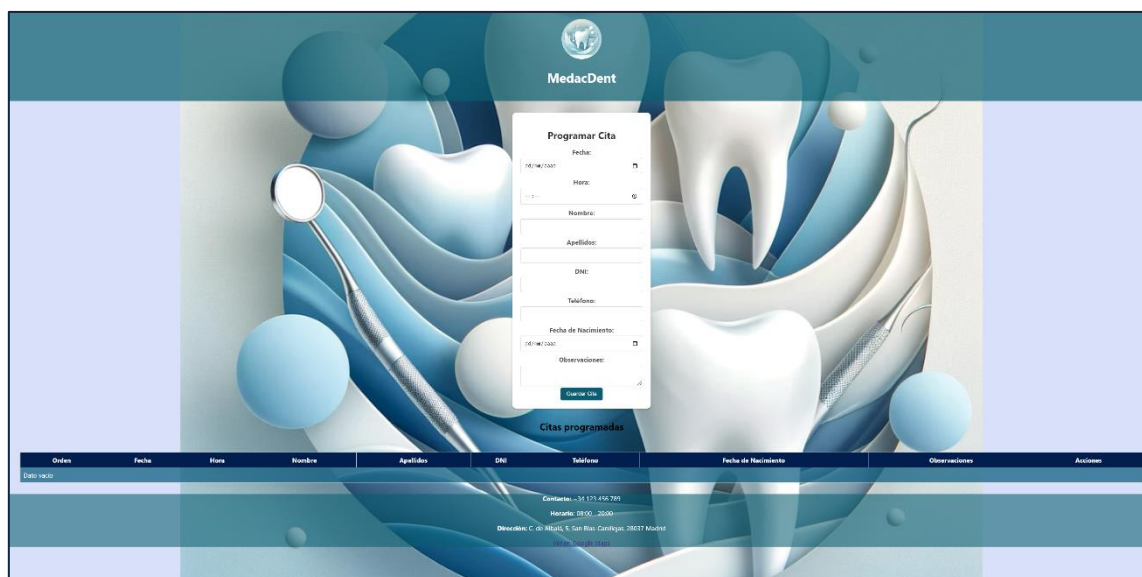 MedacDent
Programar Cita
Fecha:
dd/mm/aaaa
Hora:
--:--
Nombre:
Apellidos:
DNI:
Teléfono:
Fecha de Nacimiento:
dd/mm/aaaa
Observaciones:
Guardar Cita
Citas programadas
Orden Fecha Hora Nombre Apellidos DNI Teléfono Fecha de Nacimiento Observaciones Acciones
Dato vacío
Contacto: +34 123 456 789
Horario: 08:00 - 20:00
Dirección: C. de Albalá, 5, San Blas-Canillejas, 28037 Madrid
Google Maps